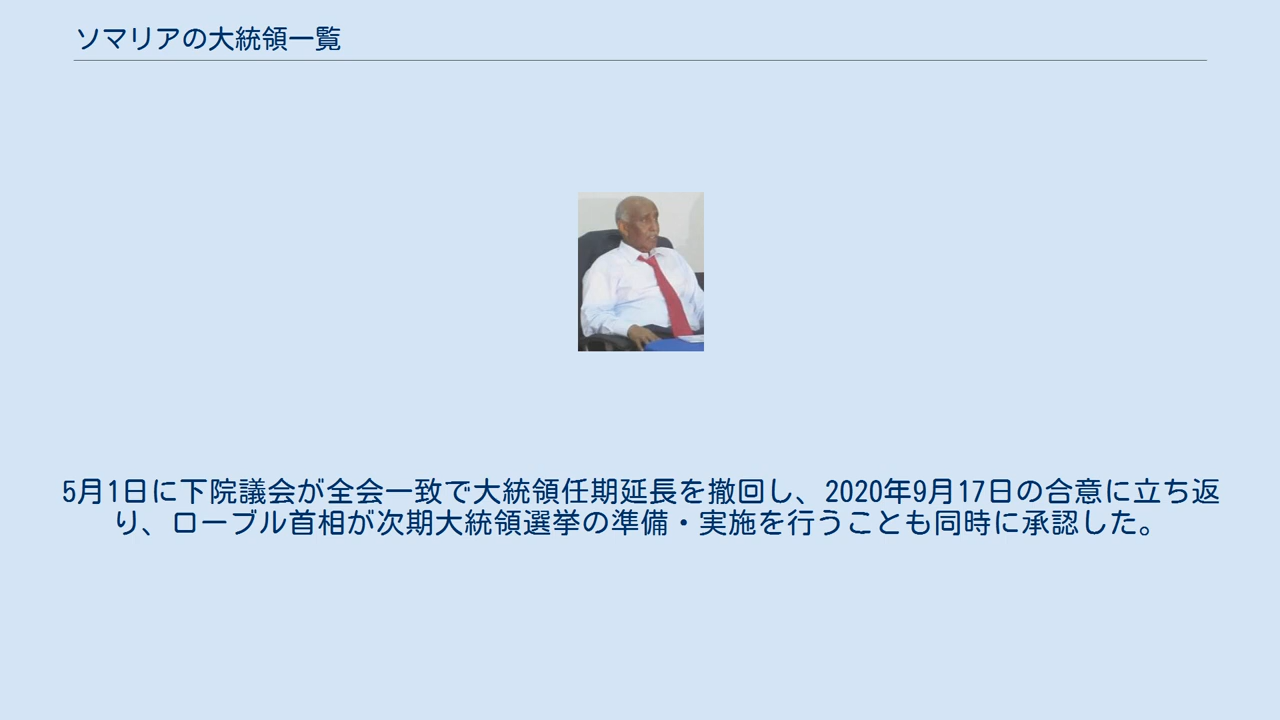 ソマリアの大統領一覧
5月1日に下院議会が全会一致で大統領任期延長を撤回し、2020年9月17日の合意に立ち返
り、ローブル首相が次期大統領選挙の準備・実施を行うことも同時に承認した。